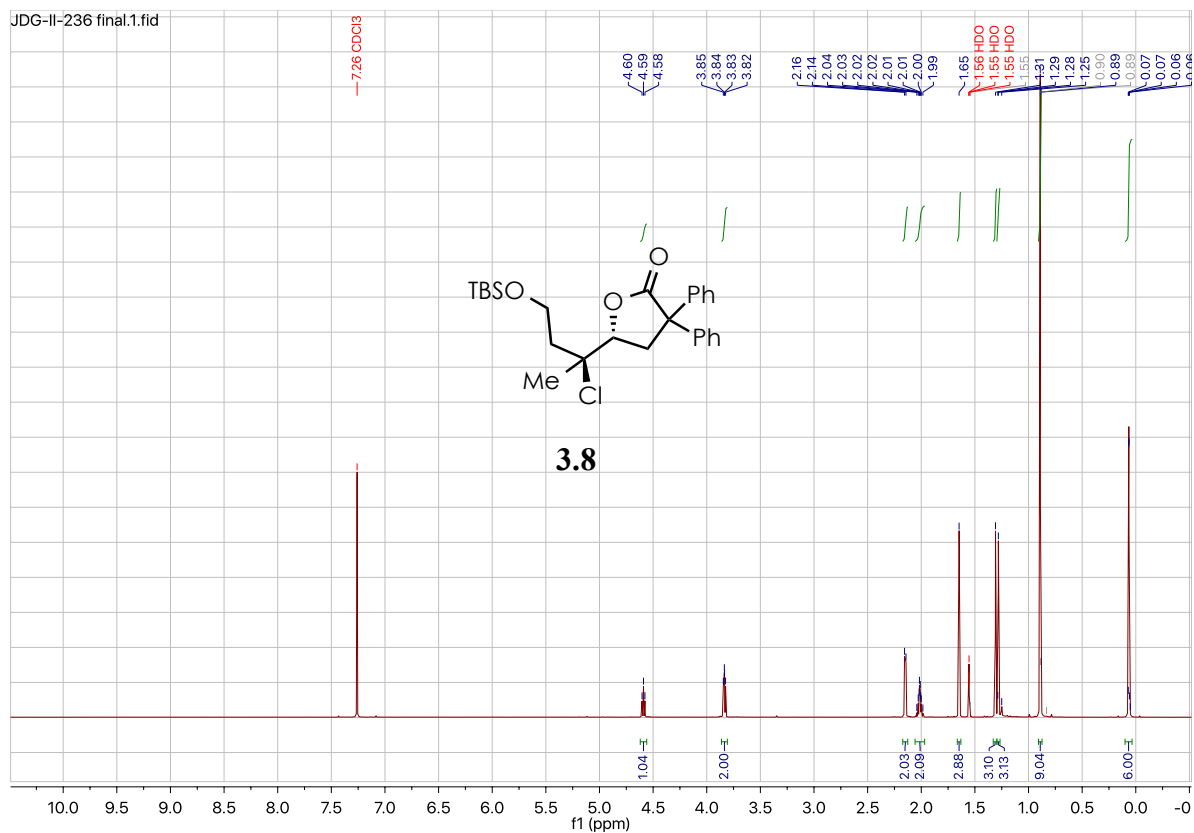 JDG-II-236 final.1.fid
7.26 CDCl3
4.60
4.59
4.58
3.85
3.84
3.83
3.82
2.16
2.14
2.04
2.03
2.02
2.02
2.01
2.01
2.00
1.99
1.65
1.56 HDO
1.55 HDO
1.55 HDO
1.55
1.31
1.29
1.28
1.25
0.90
0.89
0.89
0.07
0.07
0.06
0.06
O
TBSO
O
Ph
Ph
Me
Cl
3.8
1.04
2.00
2.03
2.09
2.88
3.10
3.13
9.04
6.00
10.0 9.5 9.0 8.5 8.0 7.5 7.0 6.5 6.0 5.5 5.0 4.5 4.0 3.5 3.0 2.5 2.0 1.5 1.0 0.5 0.0 -0
f1 (ppm)